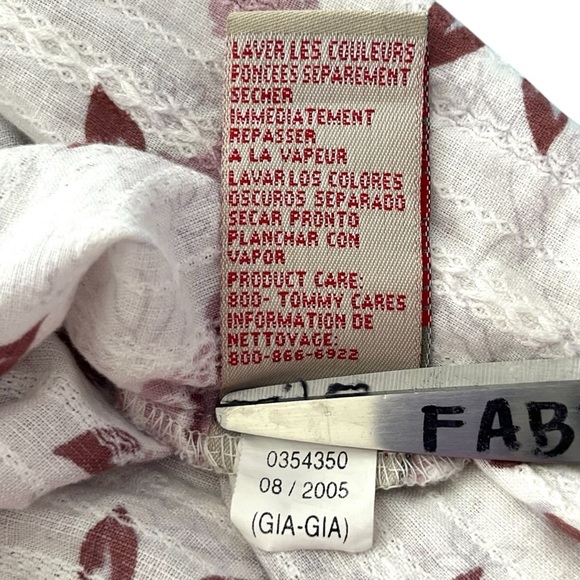 LAVER LES COULEURS
PONCEES SEPAREMENT
SECHER
IMMEDIATEMENT
REPASSER
A LA VAPEUR
LAVAR LOS COLORES
OSCUROS SEPARADO
SECAR PRONTO
PLANCHAR CON
VAPOR
PRODUCT CARE:
800- TOMMY CARES
INFORMATION DE
NETTOYAGE:
800-866-6922
FAB
0354350
08 / 2005
(GIA-GIA)